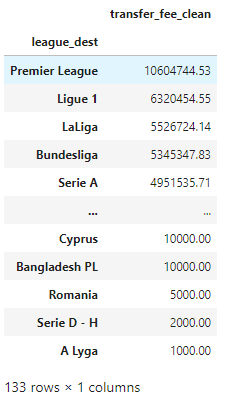 transfer_fee_clean
league_dest
Premier League 10604744.53
Ligue 1 6320454.55
LaLiga 5526724.14
Bundesliga 5345347.83
Serie A 4951535.71
... ...
Cyprus 10000.00
Bangladesh PL 10000.00
Romania 5000.00
Serie D - H 2000.00
A Lyga 1000.00
133 rows × 1 columns